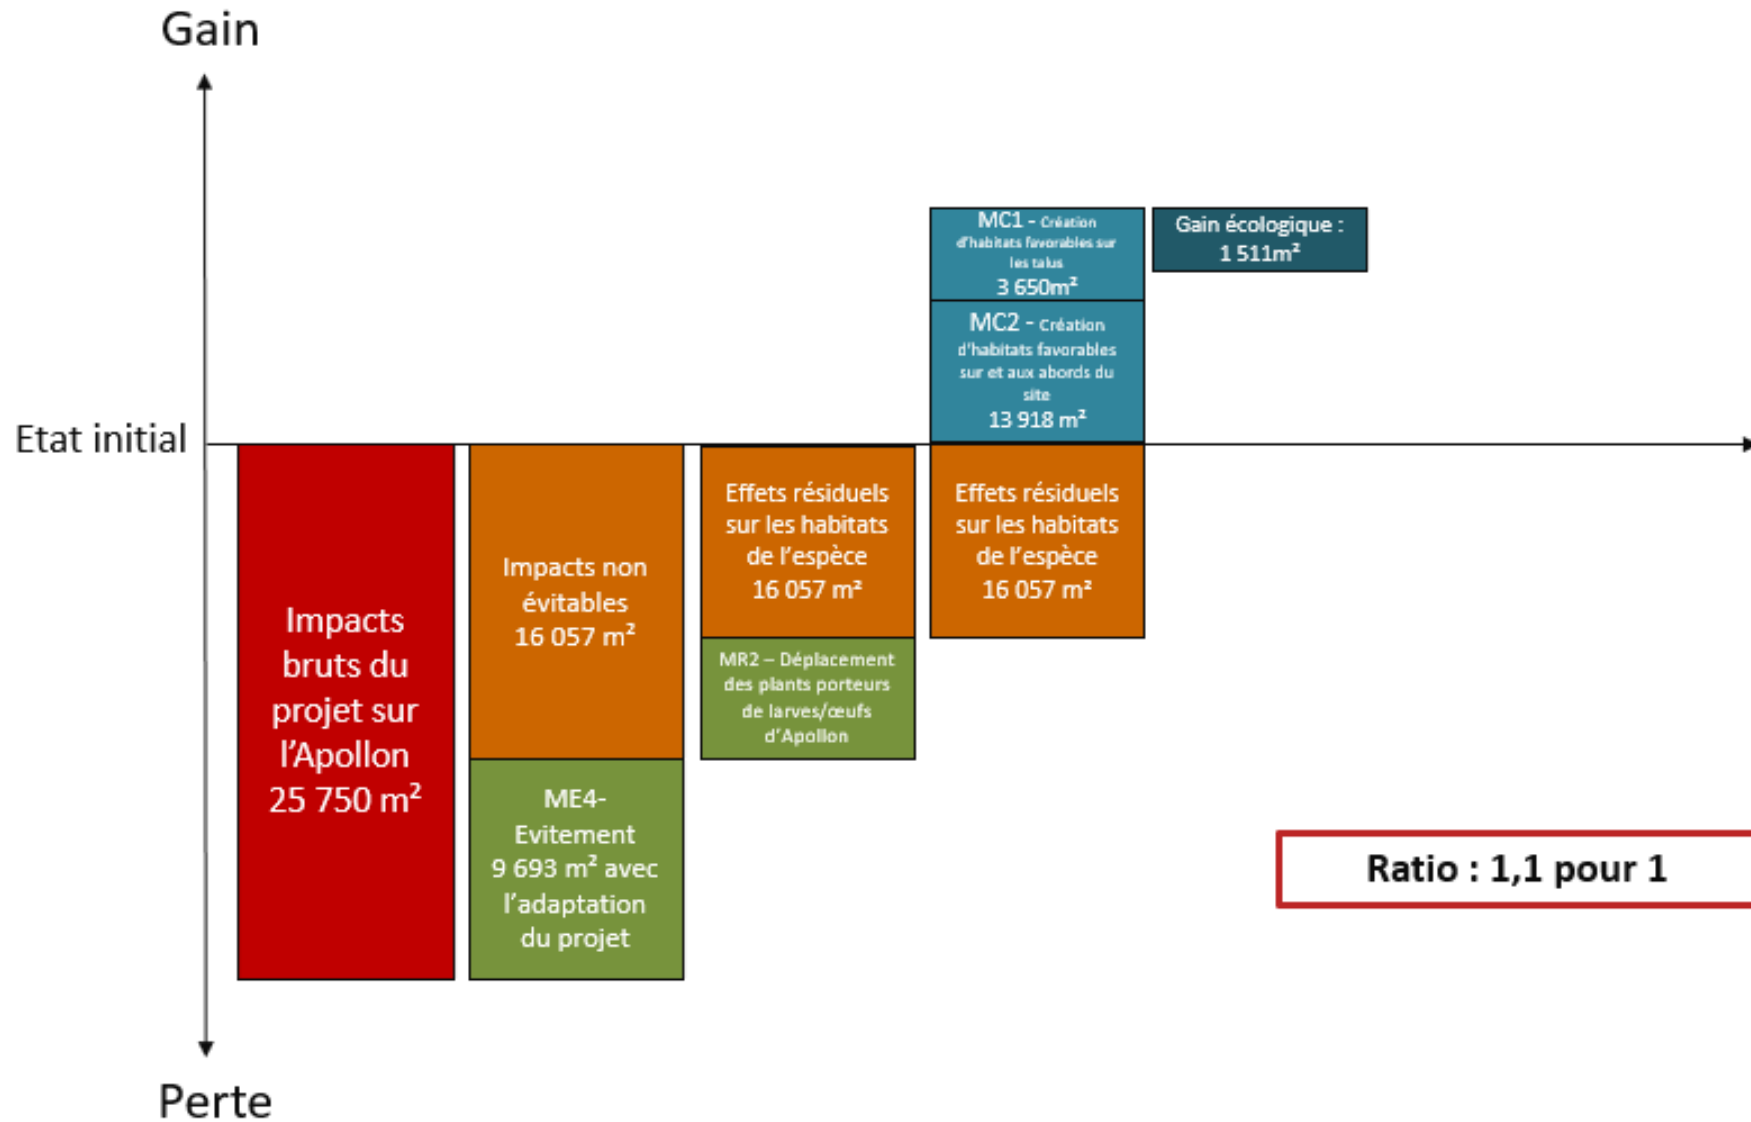 Gain
MC1 - Création
d'habitats favorables sur
les talus
3 650m²
Gain écologique :
1 511m²
MC2 - Création
d'habitats favorables
sur et aux abords du
site
13 918 m²
Etat initial
Impacts
bruts du
projet sur
l'Apollon
25 750 m²
Impacts non
évitables
16 057 m²
ME4-
Evitement
9 693 m² avec
l'adaptation
du projet
Effets résiduels
sur les habitats
de l'espèce
16 057 m²
MR2 – Déplacement
des plants porteurs
de larves/œufs
d'Apollon
Effets résiduels
sur les habitats
de l'espèce
16 057 m²
Ratio : 1,1 pour 1
Perte